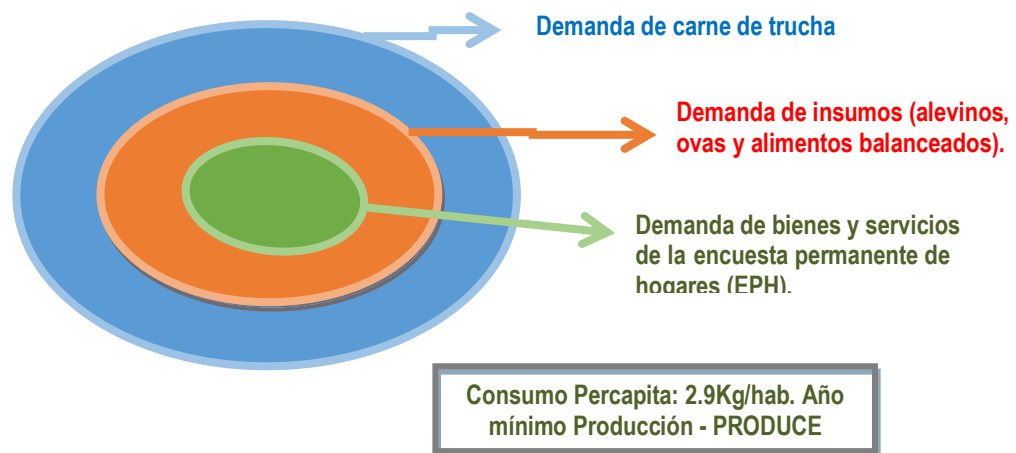 Demanda de carne de trucha
Demanda de insumos (alevinos,
ovas y alimentos balanceados).
Demanda de bienes y servicios
de la encuesta permanente de
hogares (EPH).
Consumo Percapita: 2.9Kg/hab. Año
mínimo Producción - PRODUCE